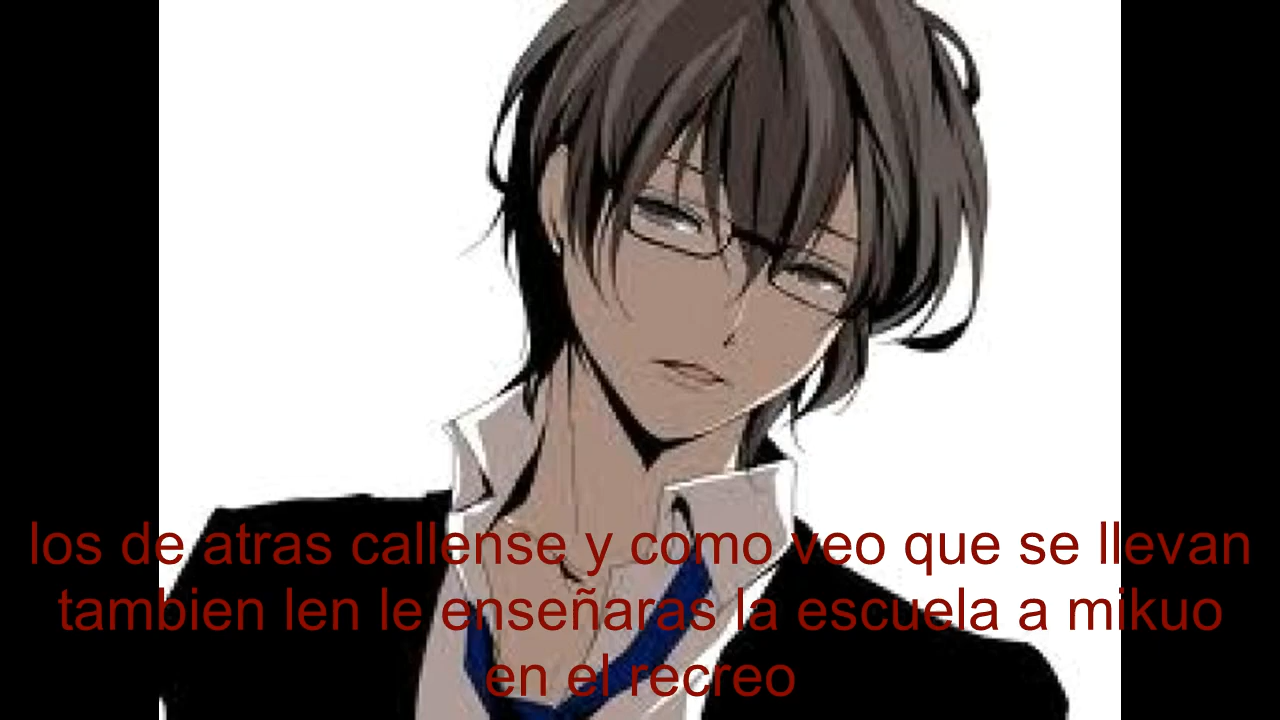 los de atras callense y como veo que se llevan
tambien len le enseñaras la escuela a mikuo
en el recreo